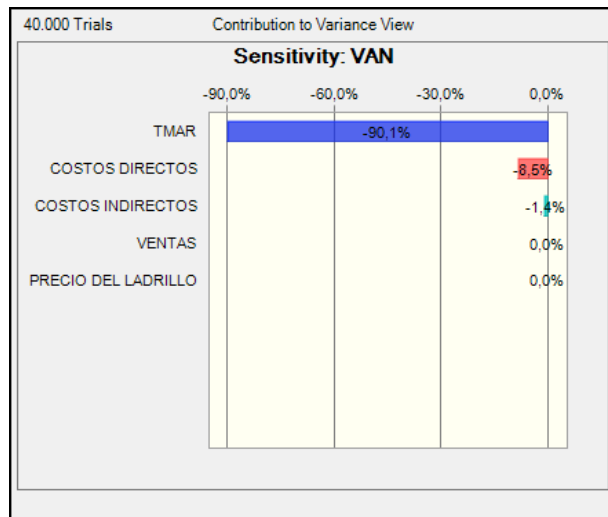 40.000 Trials Contribution to Variance View
Sensitivity: VAN
-90,0% -60,0% -30,0% 0,0%
TMAR -90,1%
COSTOS DIRECTOS -8,5%
COSTOS INDIRECTOS -1,4%
VENTAS 0,0%
PRECIO DEL LADRILLO 0,0%